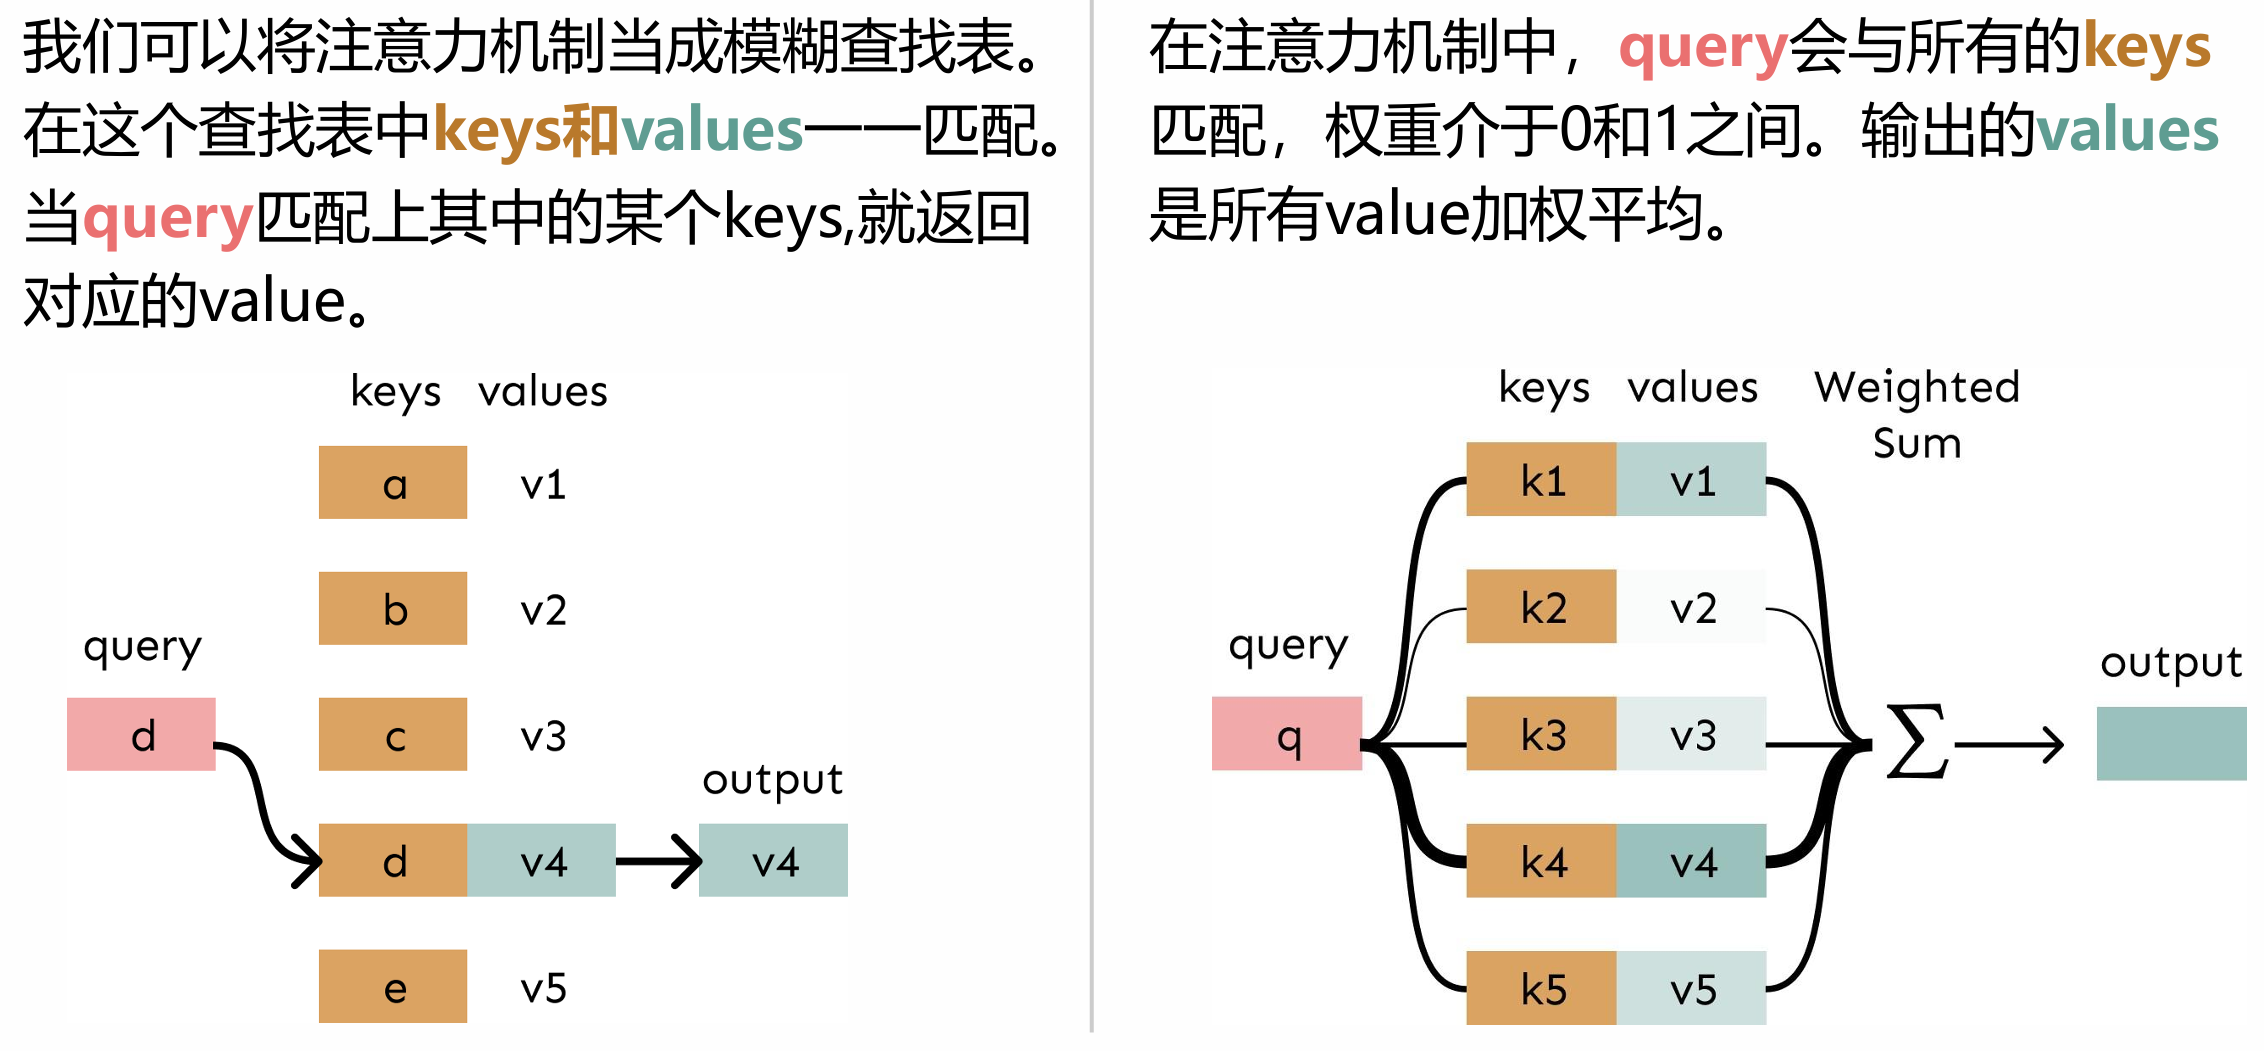 我们可以将注意力机制当成模糊查找表。
在这个查找表中keys和values一一匹配。
当query匹配上其中的某个keys,就返回
对应的value。
keys values
a v1
b v2
query
c v3
d
output
d v4 v4
e v5
在注意力机制中，query会与所有的keys
匹配，权重介于0和1之间。输出的values
是所有value加权平均。
keys values Weighted
Sum
k1 v1
k2 v2
query
output
q k3 v3 ∑
k4 v4
k5 v5